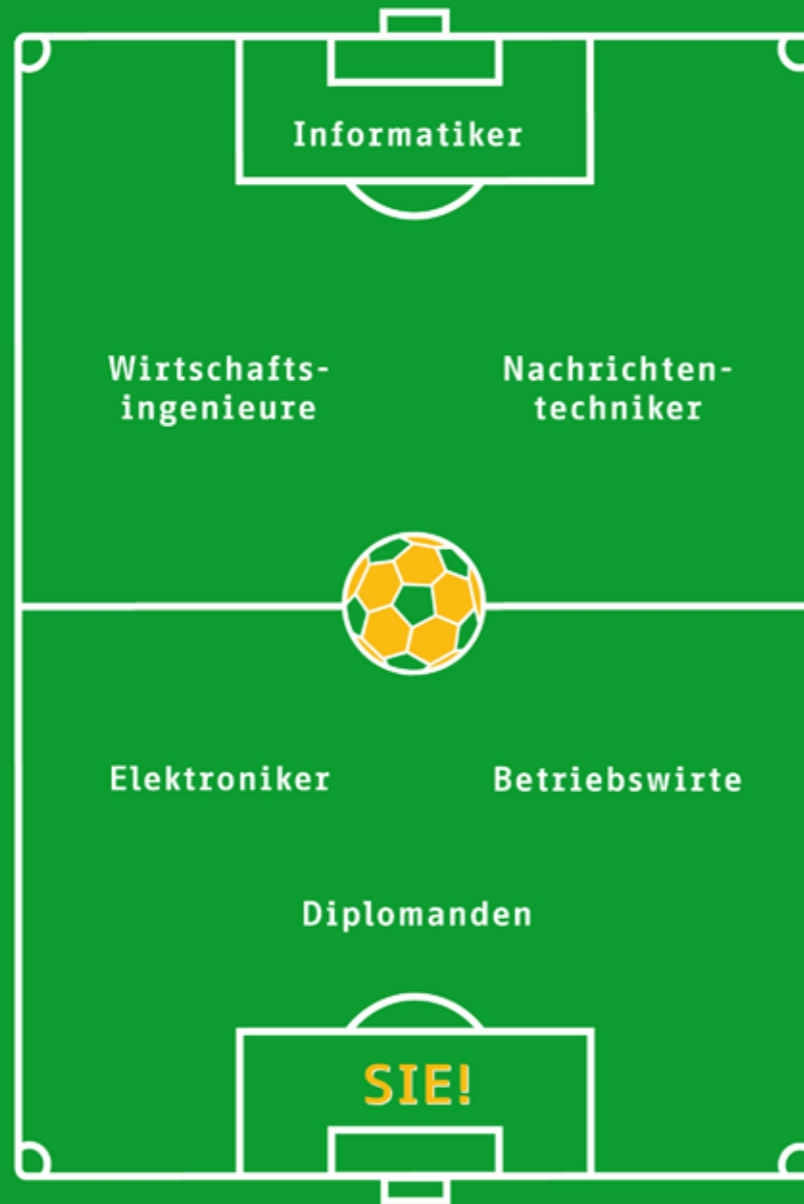 Informatiker
Wirtschafts-
ingenieure
Nachrichten-
techniker
Elektroniker
Betriebswirte
Diplomanden
SIE!